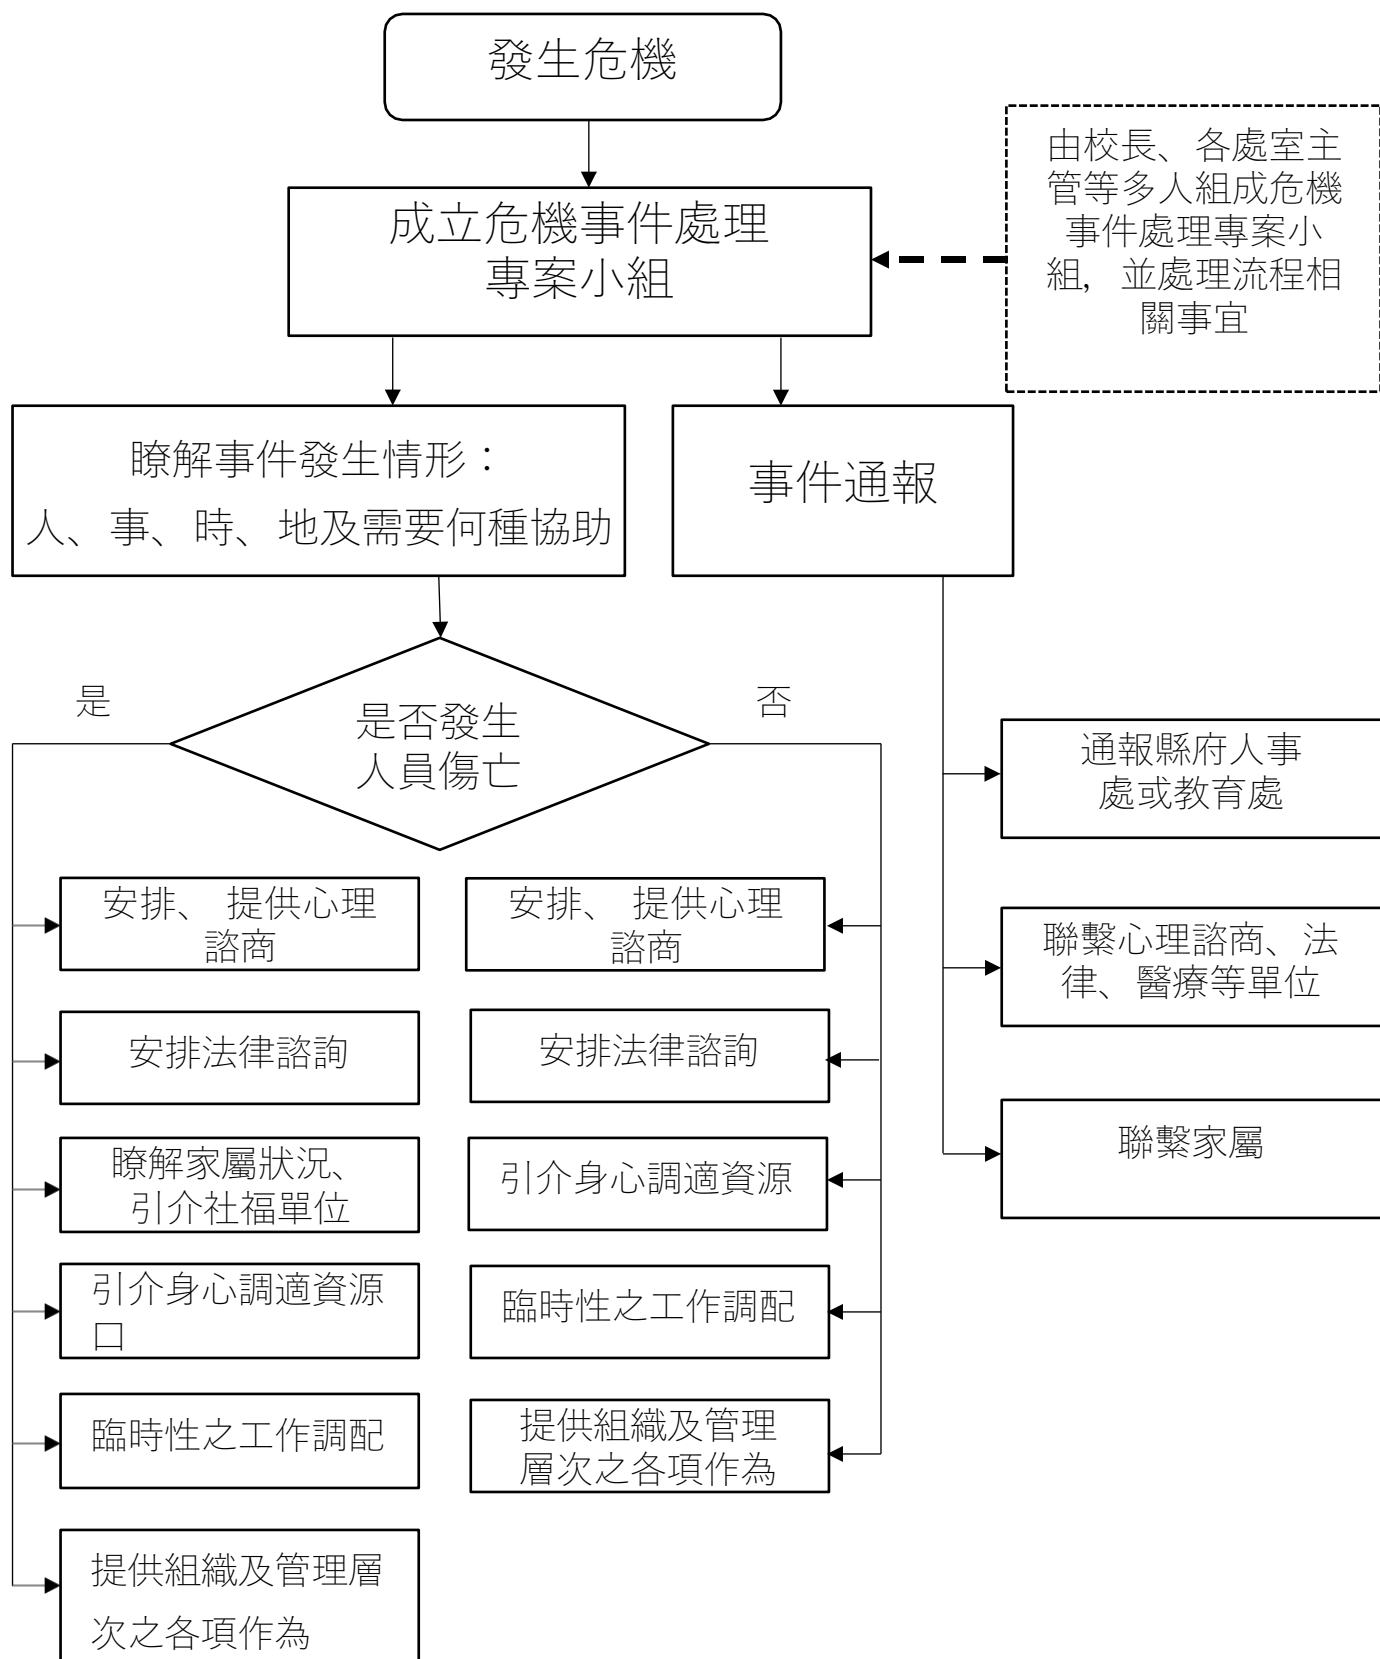 發生危機
由校長、各處室主
管等多人組成危機
事件處理專案小
組, 並處理流程相
關事宜
成立危機事件處理
專案小組
瞭解事件發生情形：
人、事、時、地及需要何種協助
事件通報
是
否
是否發生
人員傷亡
通報縣府人事
處或教育處
聯繫心理諮商、法
律、醫療等單位
聯繫家屬
安排、 提供心理
諮商
安排法律諮詢
瞭解家屬狀況、
引介社福單位
引介身心調適資源
口
臨時性之工作調配
提供組織及管理層
次之各項作為
安排、 提供心理
諮商
安排法律諮詢
引介身心調適資源
臨時性之工作調配
提供組織及管理
層次之各項作為